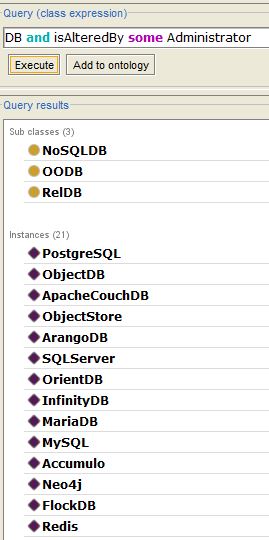 Query (class expression)
DB and isAlteredBy some Administrator
Execute Add to ontology
Query results
Sub classes (3)
NoSQLDB
OODB
RelDB
Instances (21)
PostgreSQL
ObjectDB
ApacheCouchDB
ObjectStore
ArangoDB
SQLServer
OrientDB
InfinityDB
MariaDB
MySQL
Accumulo
Neo4j
FlockDB
Redis